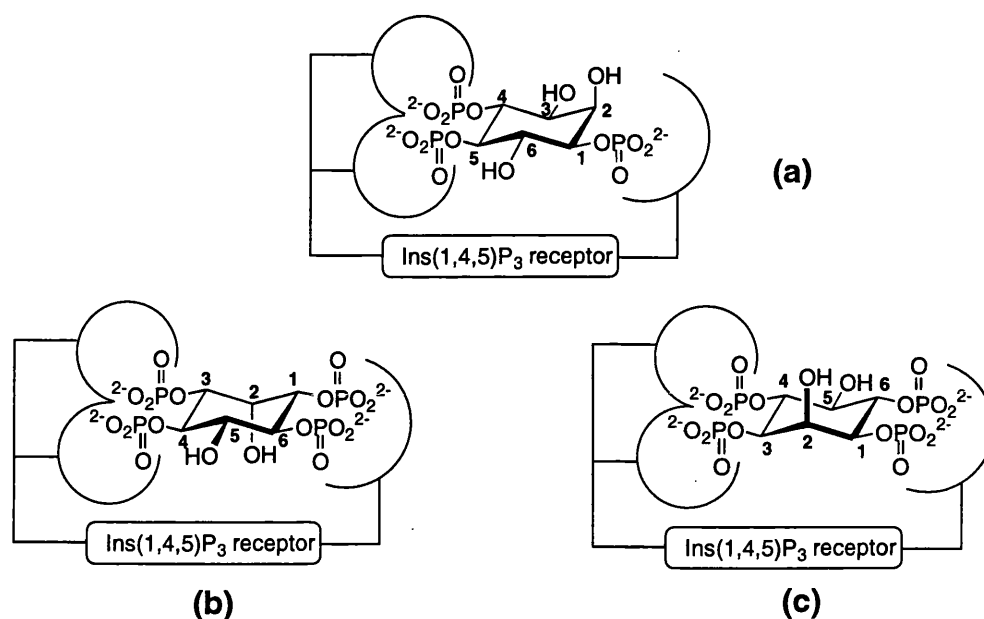 O
OH
HO
4
3
2
2-O2PO
2-O2PO
5
6
1
OPO2 2-
HO
O
O
(a)
Ins(1,4,5)P3 receptor
O
O
3
2
1
2-O2PO
OPO2 2-
2-O2PO
4
5
6
OPO2 2-
O
HO
OH
O
Ins(1,4,5)P3 receptor
(b)
O
OH
OH
O
4
5
6
2-O2PO
OPO2 2-
2-O2PO
3
2
1
OPO2 2-
O
O
Ins(1,4,5)P3 receptor
(c)